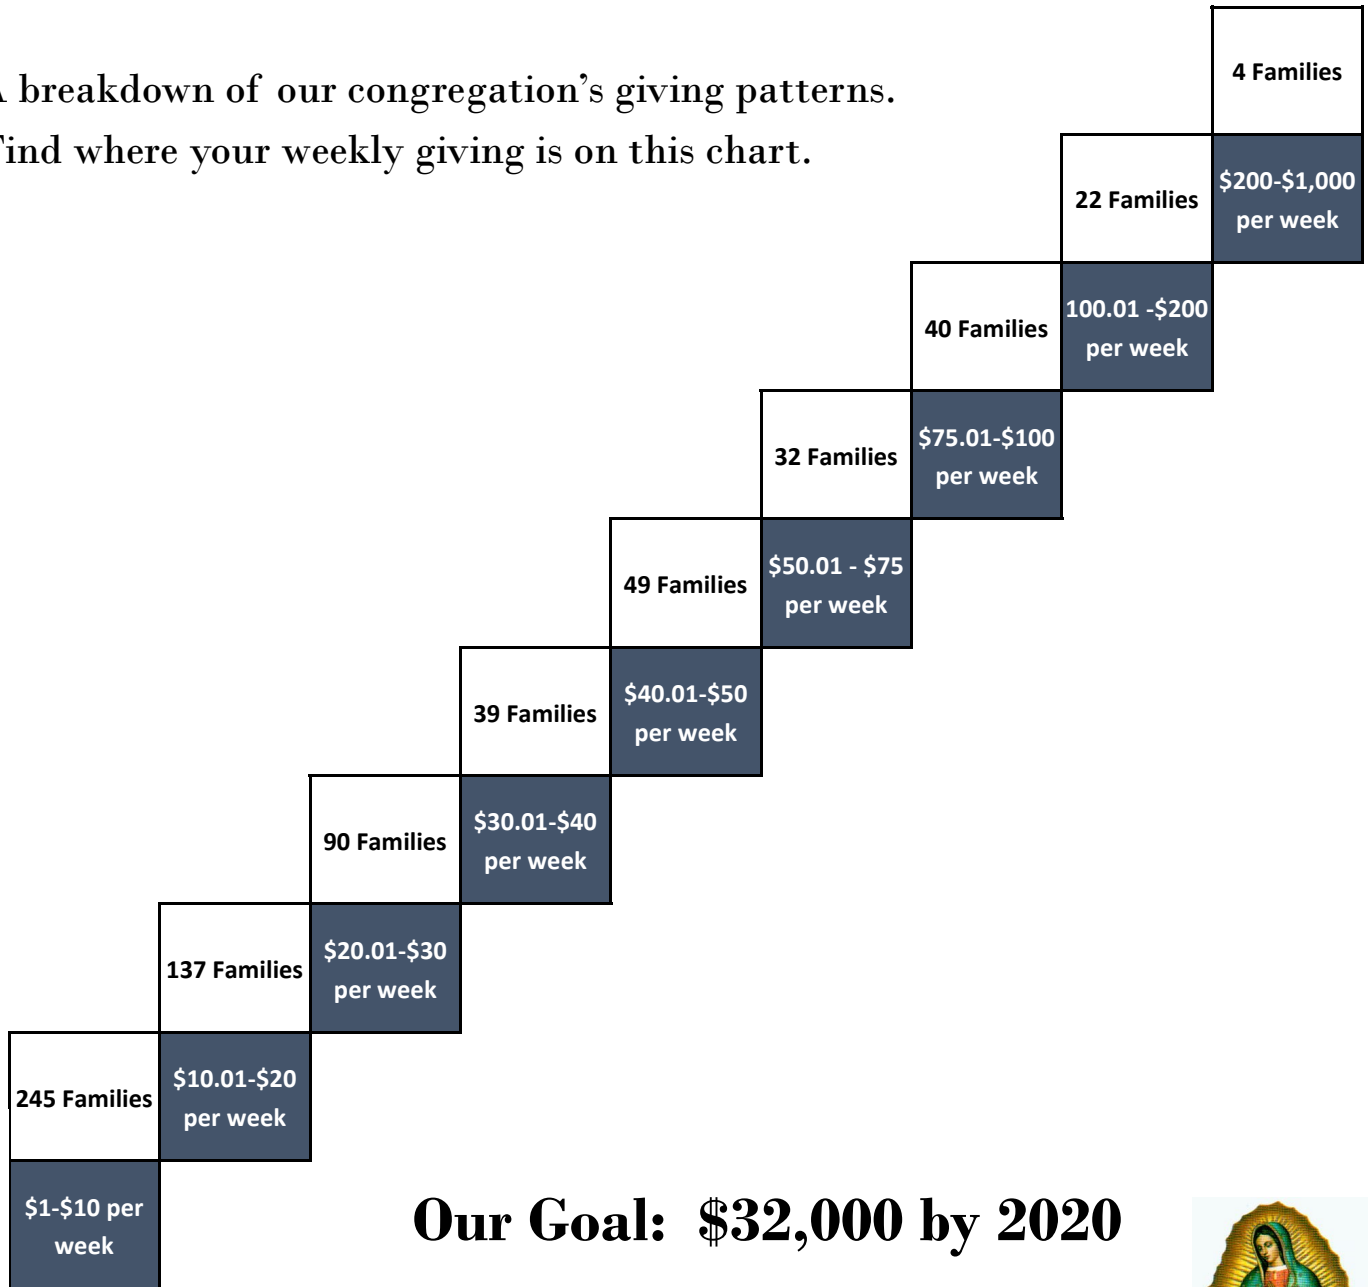 breakdown of our congregation's giving patterns.
where your weekly giving is on this chart.
4 Families
$200-$1,000
per week
22 Families
100.01 -$200
per week
40 Families
$75.01-$100
per week
32 Families
$50.01 - $75
per week
49 Families
$40.01-$50
per week
39 Families
$30.01-$40
per week
90 Families
$20.01-$30
per week
137 Families
$10.01-$20
per week
245 Families
$1-$10 per
week
Our Goal: $32,000 by 2020